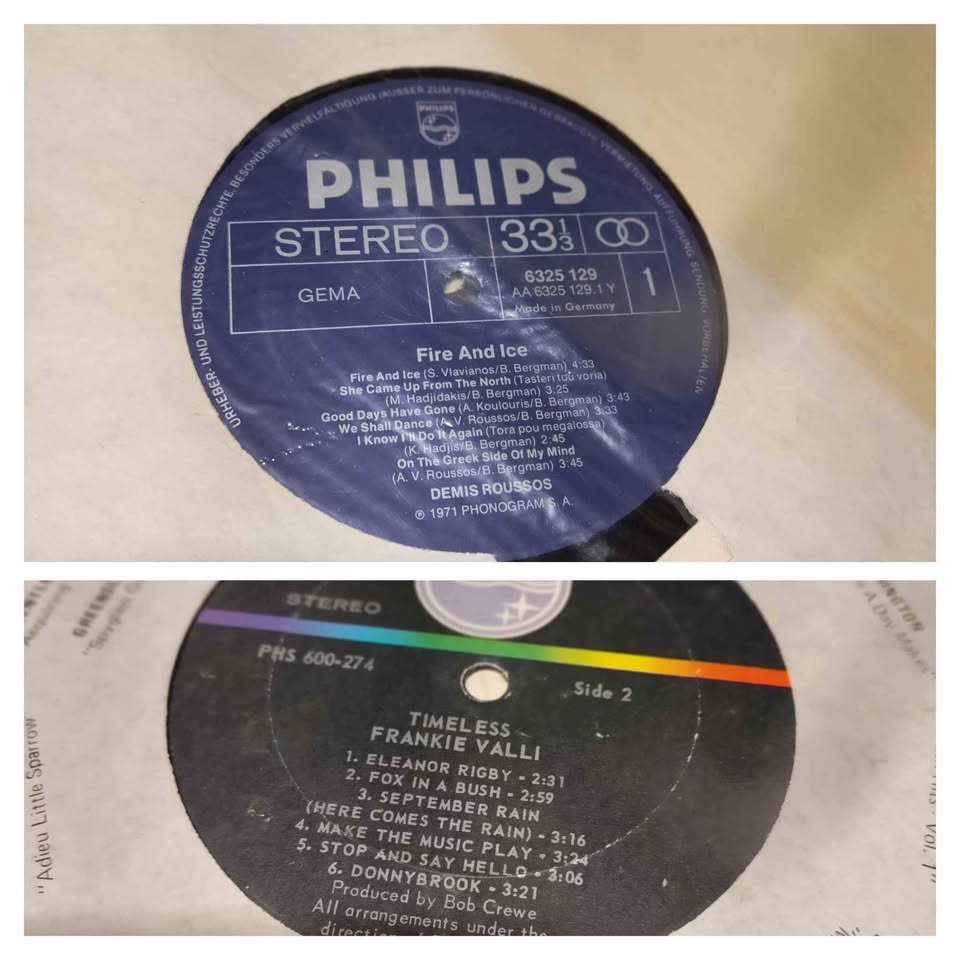 URHEBER- UND LEISTUNGSSCHUTZRECHTE, BESONDERS VERVIELFÄLTIGUNG (AUSSER ZUM PERSÖNLICHEN GEBRAUCH), VERMIETUNG, AUFFÜHRUNG, SENDUNG, VORBEHALTEN
PHILIPS
PHILIPS
STEREO 33⅓
GEMA 6325 129 1
AA 6325 129.1 Y
Made in Germany
Fire And Ice
Fire And Ice (S. Vlavianos/B. Bergman) 4:33
She Came Up From The North (Tasteri toû voria)
(M. Hadjidakis/B. Bergman) 3:25
Good Days Have Gone (A. Koulouris/B. Bergman) 3:43
We Shall Dance (A. V. Roussos/B. Bergman) 3:33
I Know I'll Do It Again (Tora pou megalossa)
(K. Hadjis/B. Bergman) 2:45
On The Greek Side Of My Mind
(A. V. Roussos/B. Bergman) 3:45
DEMIS ROUSSOS
℗ 1971 PHONOGRAM S. A.
STEREO
PHS 600-274
Side 2
TIMELESS
FRANKIE VALLI
1. ELEANOR RIGBY - 2:31
2. FOX IN A BUSH - 2:59
3. SEPTEMBER RAIN
(HERE COMES THE RAIN) - 3:16
4. MAKE THE MUSIC PLAY - 3:24
5. STOP AND SAY HELLO - 3:06
6. DONNYBROOK - 3:21
Produced by Bob Crewe
All arrangements under the
"Adieu Little Sparrow